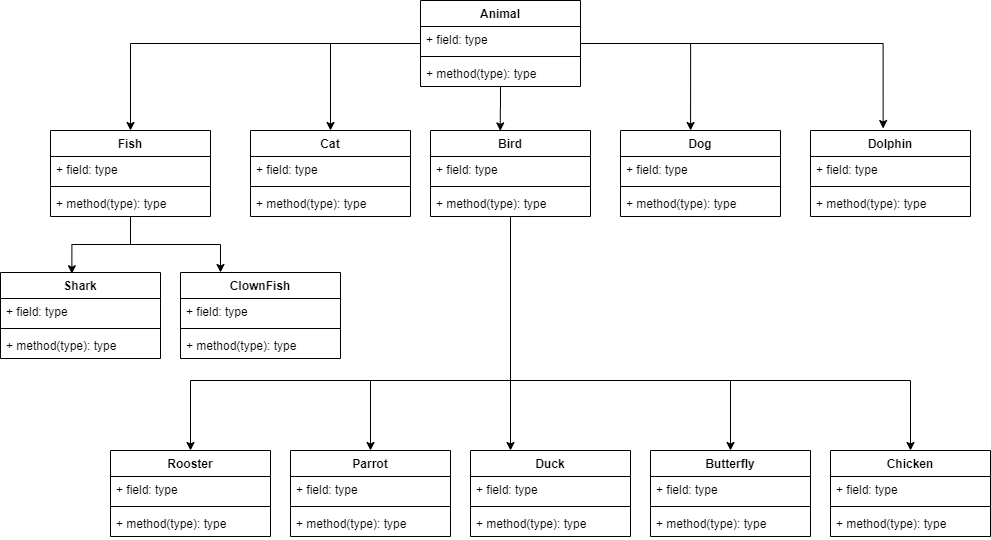 Animal
+ field: type
+ method(type): type
Fish
+ field: type
+ method(type): type
Cat
+ field: type
+ method(type): type
Bird
+ field: type
+ method(type): type
Dog
+ field: type
+ method(type): type
Dolphin
+ field: type
+ method(type): type
Shark
+ field: type
+ method(type): type
ClownFish
+ field: type
+ method(type): type
Rooster
+ field: type
+ method(type): type
Parrot
+ field: type
+ method(type): type
Duck
+ field: type
+ method(type): type
Butterfly
+ field: type
+ method(type): type
Chicken
+ field: type
+ method(type): type